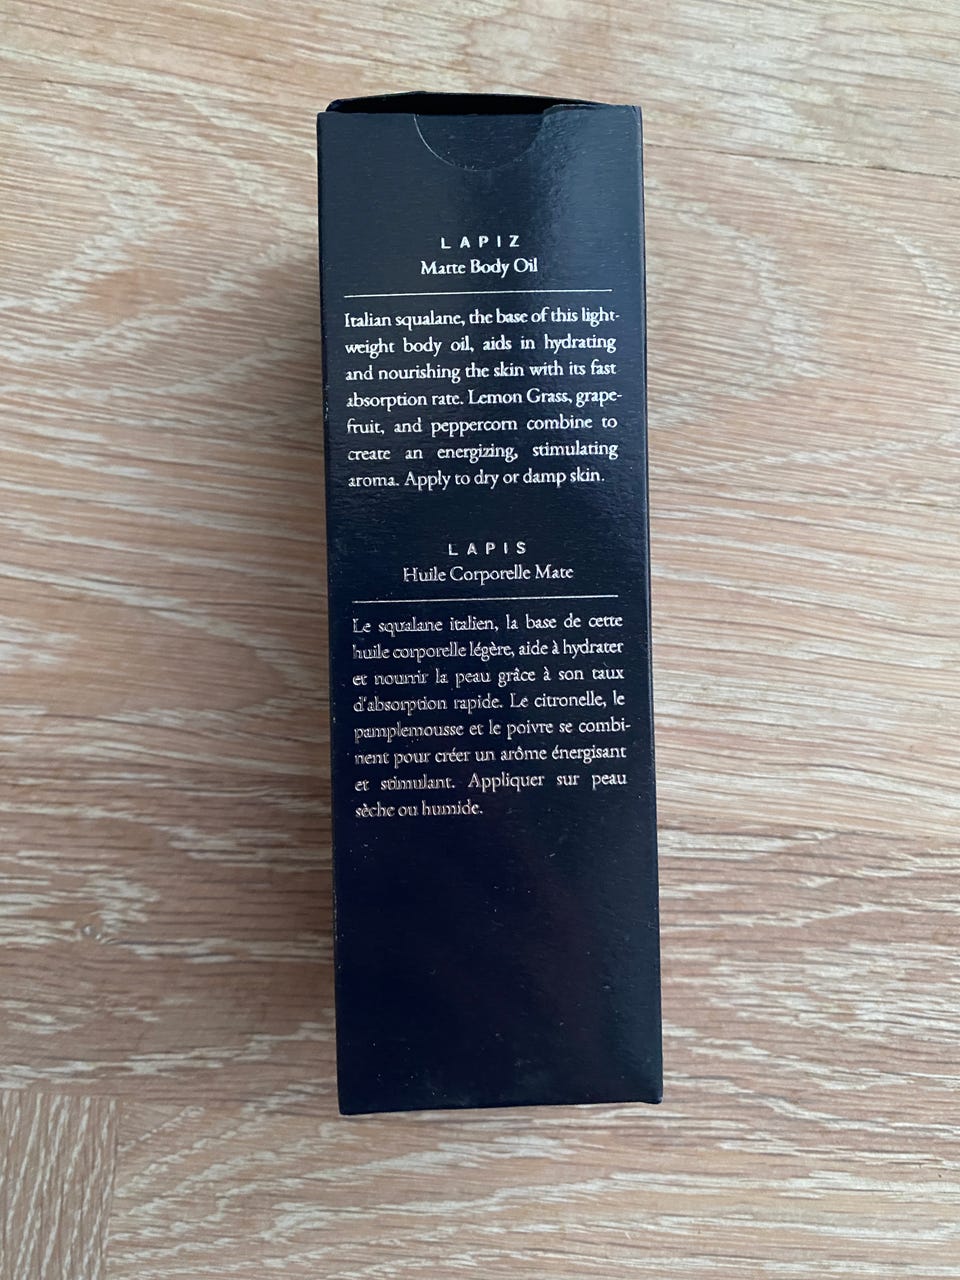 LAPIZ
Matte Body Oil
Italian squalane, the base of this light-
weight body oil, aids in hydrating
and nourishing the skin with its fast
absorption rate. Lemon Grass, grape-
fruit, and peppercorn combine to
create an energizing, stimulating
aroma. Apply to dry or damp skin.
LAPIS
Huile Corporelle Mate
Le squalane italien, la base de cette
huile corporelle légère, aide à hydrater
et nourrir la peau grâce à son taux
d'absorption rapide. Le citronelle, le
pamplemousse et le poivre se combi-
nent pour créer un arôme énergisant
et stimulant. Appliquer sur peau
sèche ou humide.